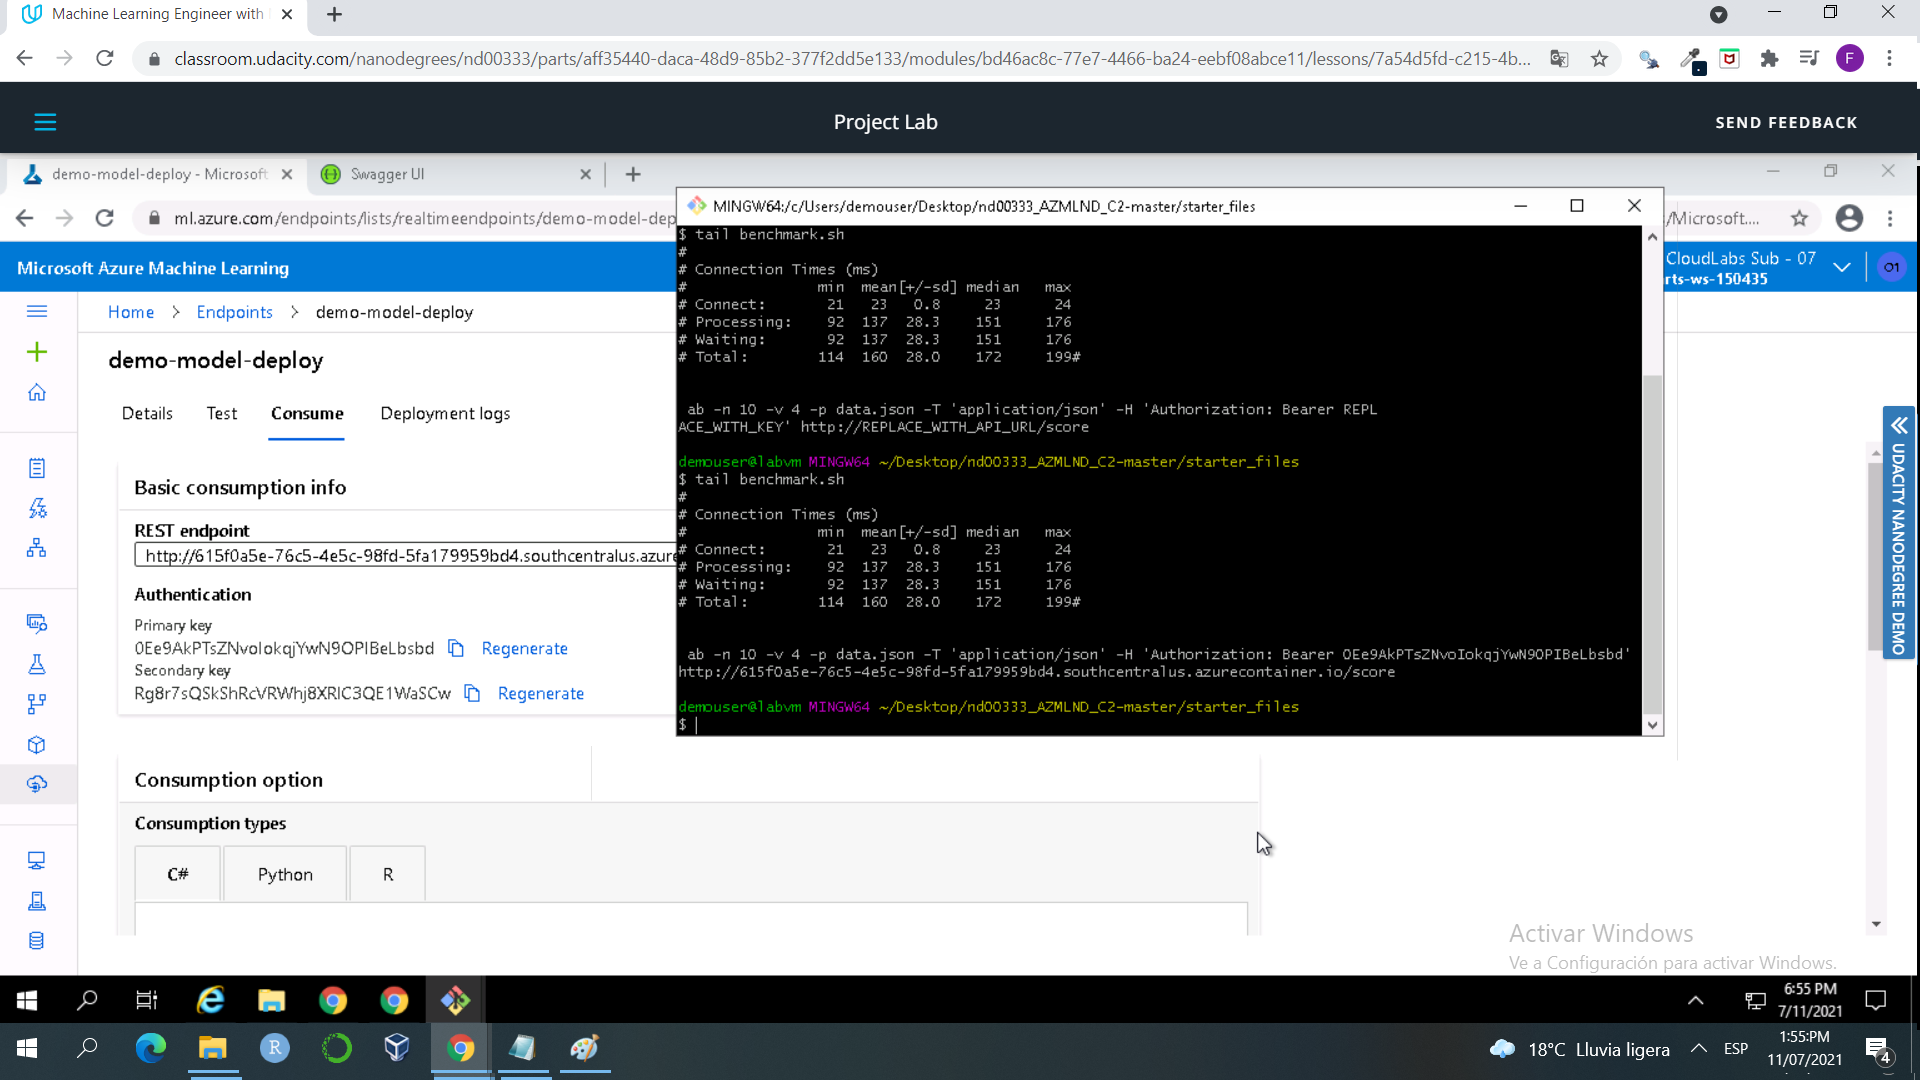 Machine Learning Engineer with
classroom.udacity.com/nanodegrees/nd00333/parts/aff35440-daca-48d9-85b2-377f2dd5e133/modules/bd46ac8c-77e7-4466-ba24-eebf08abce11/lessons/7a54d5fd-c215-4b...
F
Project Lab
SEND FEEDBACK
demo-model-deploy - Microsoft
Swagger UI
ml.azure.com/endpoints/lists/realtimeendpoints/demo-model-dep
/Microsoft....
Microsoft Azure Machine Learning
CloudLabs Sub - 07
rts-ws-150435
O1
Home > Endpoints > demo-model-deploy
demo-model-deploy
Details Test Consume Deployment logs
Basic consumption info
REST endpoint
http://615f0a5e-76c5-4e5c-98fd-5fa179959bd4.southcentralus.azure
Authentication
Primary key
0Ee9AkPTsZNvoIokqjYwN9OPIBeLbsbd Regenerate
Secondary key
Rg8r7sQSkShRcVRWhj8XRIC3QE1WaSCw Regenerate
Consumption option
Consumption types
C# Python R
MINGW64:/c/Users/demouser/Desktop/nd00333_AZMLND_C2-master/starter_files
$ tail benchmark.sh
#
# Connection Times (ms)
# min mean[+/-sd] median max
# Connect: 21 23 0.8 23 24
# Processing: 92 137 28.3 151 176
# Waiting: 92 137 28.3 151 176
# Total: 114 160 28.0 172 199#
ab -n 10 -v 4 -p data.json -T 'application/json' -H 'Authorization: Bearer REPL
ACE_WITH_KEY' http://REPLACE_WITH_API_URL/score
demouser@labvm MINGW64 ~/Desktop/nd00333_AZMLND_C2-master/starter_files
$ tail benchmark.sh
#
# Connection Times (ms)
# min mean[+/-sd] median max
# Connect: 21 23 0.8 23 24
# Processing: 92 137 28.3 151 176
# Waiting: 92 137 28.3 151 176
# Total: 114 160 28.0 172 199#
ab -n 10 -v 4 -p data.json -T 'application/json' -H 'Authorization: Bearer 0Ee9AkPTsZNvoIokqjYwN9OPIBeLbsbd'
http://615f0a5e-76c5-4e5c-98fd-5fa179959bd4.southcentralus.azurecontainer.io/score
demouser@labvm MINGW64 ~/Desktop/nd00333_AZMLND_C2-master/starter_files
$
UDACITY NANODEGREE DEMO
Activar Windows
Ve a Configuración para activar Windows.
6:55 PM
7/11/2021
R
18°C Lluvia ligera
ESP
1:55:PM
11/07/2021
4